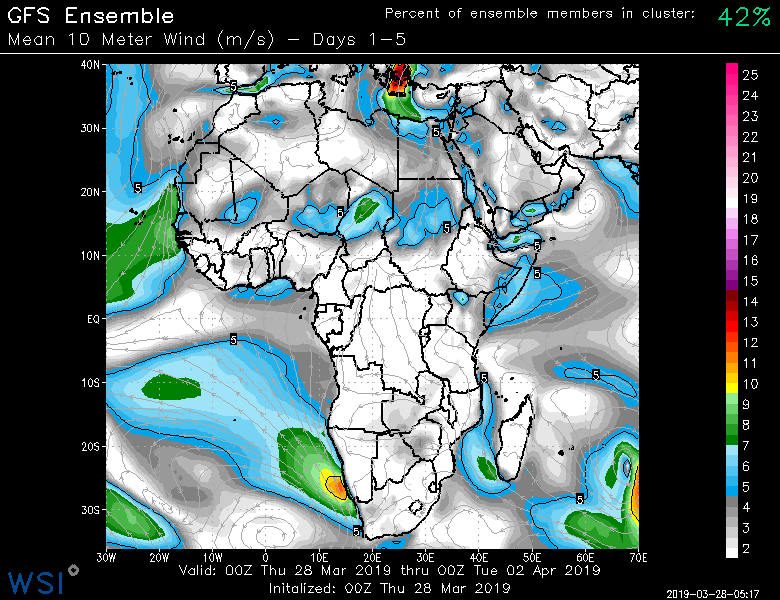 GFS Ensemble
Percent of ensemble members in cluster: 42%
Mean 10 Meter Wind (m/s) – Days 1–5
40N
30N
20N
10N
EQ
10S
20S
30S
30W 20W 10W 0 10E 20E 30E 40E 50E 60E 70E
5 5 5 5 5 5 5 5 5 5 5 5 5
25
24
23
22
21
20
19
18
17
16
15
14
13
12
11
10
9
8
7
6
5
4
3
2
Valid: 00Z Thu 28 Mar 2019 thru 00Z Tue 02 Apr 2019
Initalized: 00Z Thu 28 Mar 2019
WSI
2019-03-28-05:17